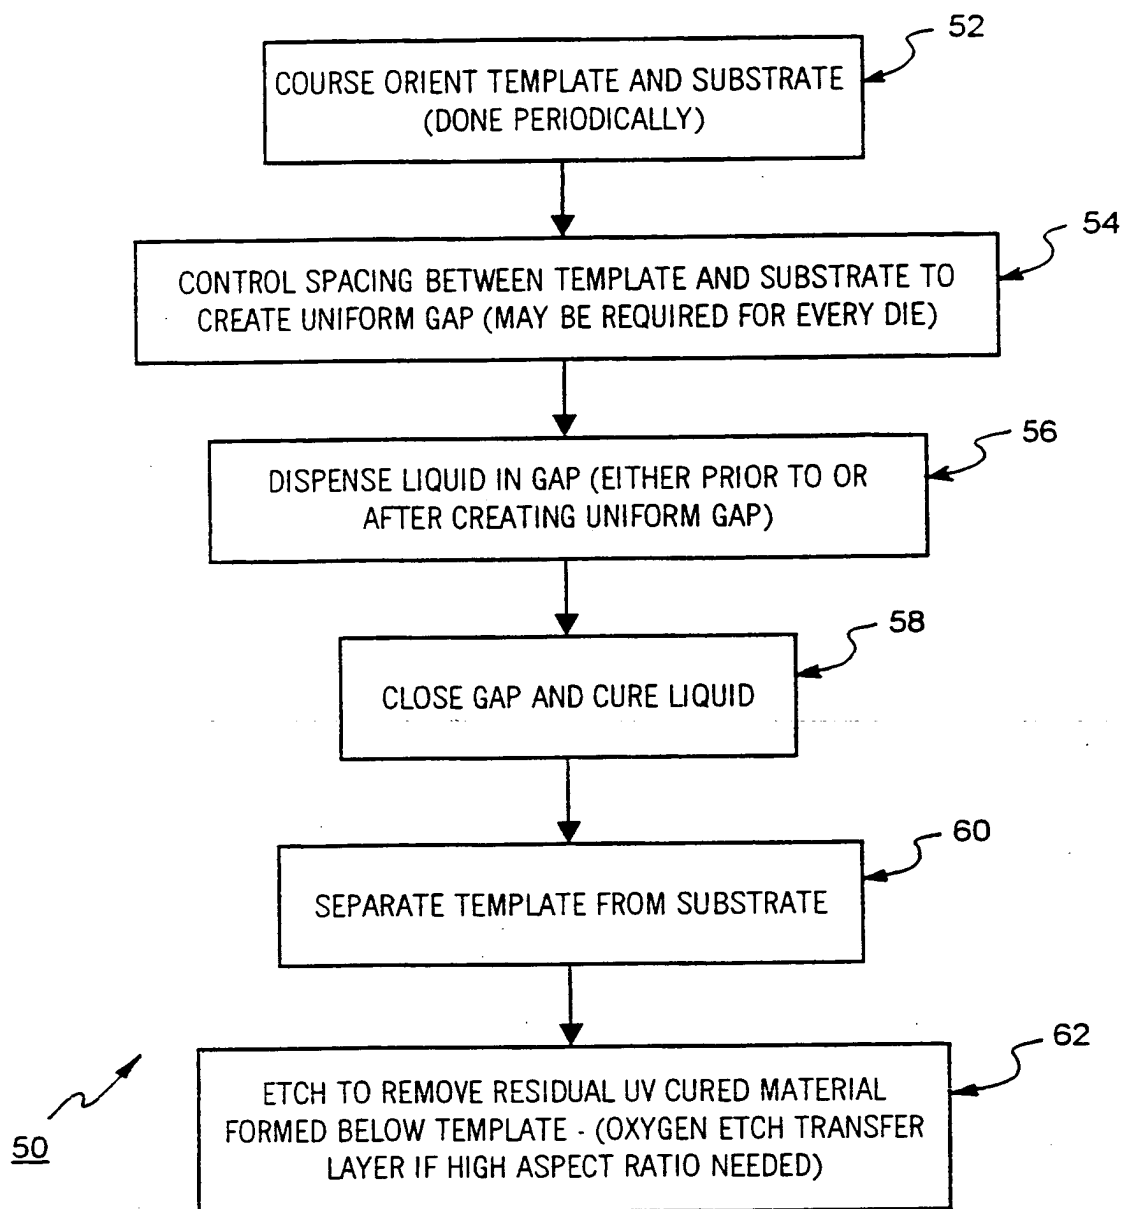 52
COURSE ORIENT TEMPLATE AND SUBSTRATE
(DONE PERIODICALLY)
54
CONTROL SPACING BETWEEN TEMPLATE AND SUBSTRATE TO
CREATE UNIFORM GAP (MAY BE REQUIRED FOR EVERY DIE)
56
DISPENSE LIQUID IN GAP (EITHER PRIOR TO OR
AFTER CREATING UNIFORM GAP)
58
CLOSE GAP AND CURE LIQUID
60
SEPARATE TEMPLATE FROM SUBSTRATE
62
ETCH TO REMOVE RESIDUAL UV CURED MATERIAL
FORMED BELOW TEMPLATE - (OXYGEN ETCH TRANSFER
LAYER IF HIGH ASPECT RATIO NEEDED)
50